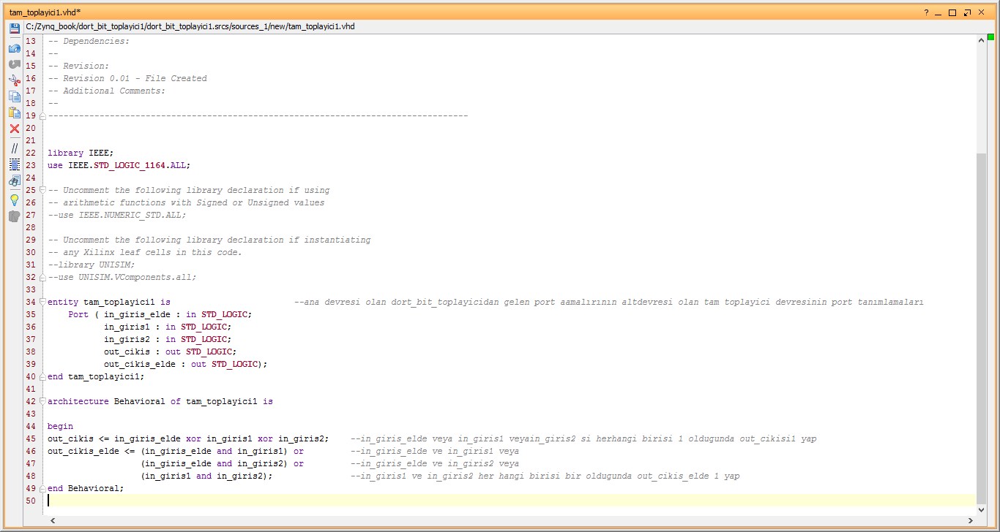 tam_toplayici1.vhd*
C:/Zynq_book/dort_bit_toplayici1/dort_bit_toplayici1.srcs/sources_1/new/tam_toplayici1.vhd
13 -- Dependencies:
14 --
15 -- Revision:
16 -- Revision 0.01 - File Created
17 -- Additional Comments:
18 --
19 ----------------------------------------------------------------------------------
20
21
22 library IEEE;
23 use IEEE.STD_LOGIC_1164.ALL;
24
25 -- Uncomment the following library declaration if using
26 -- arithmetic functions with Signed or Unsigned values
27 --use IEEE.NUMERIC_STD.ALL;
28
29 -- Uncomment the following library declaration if instantiating
30 -- any Xilinx leaf cells in this code.
31 --library UNISIM;
32 --use UNISIM.VComponents.all;
33
34 entity tam_toplayici1 is --ana devresi olan dort_bit_toplayicidan gelen port aamalırının altdevresi olan tam toplayici devresinin port tanımlamaları
35 Port ( in_giris_elde : in STD_LOGIC;
36 in_giris1 : in STD_LOGIC;
37 in_giris2 : in STD_LOGIC;
38 out_cikis : out STD_LOGIC;
39 out_cikis_elde : out STD_LOGIC);
40 end tam_toplayici1;
41
42 architecture Behavioral of tam_toplayici1 is
43
44 begin
45 out_cikis <= in_giris_elde xor in_giris1 xor in_giris2; --in_giris_elde veya in_giris1 veyain_giris2 si herhangi birisi 1 oldugunda out_cikisi1 yap
46 out_cikis_elde <= (in_giris_elde and in_giris1) or --in_giris_elde ve in_giris1 veya
47 (in_giris_elde and in_giris2) or --in_giris_elde ve in_giris2 veya
48 (in_giris1 and in_giris2); --in_giris1 ve in_giris2 her hangi birisi bir oldugunda out_cikis_elde 1 yap
49 end Behavioral;
50